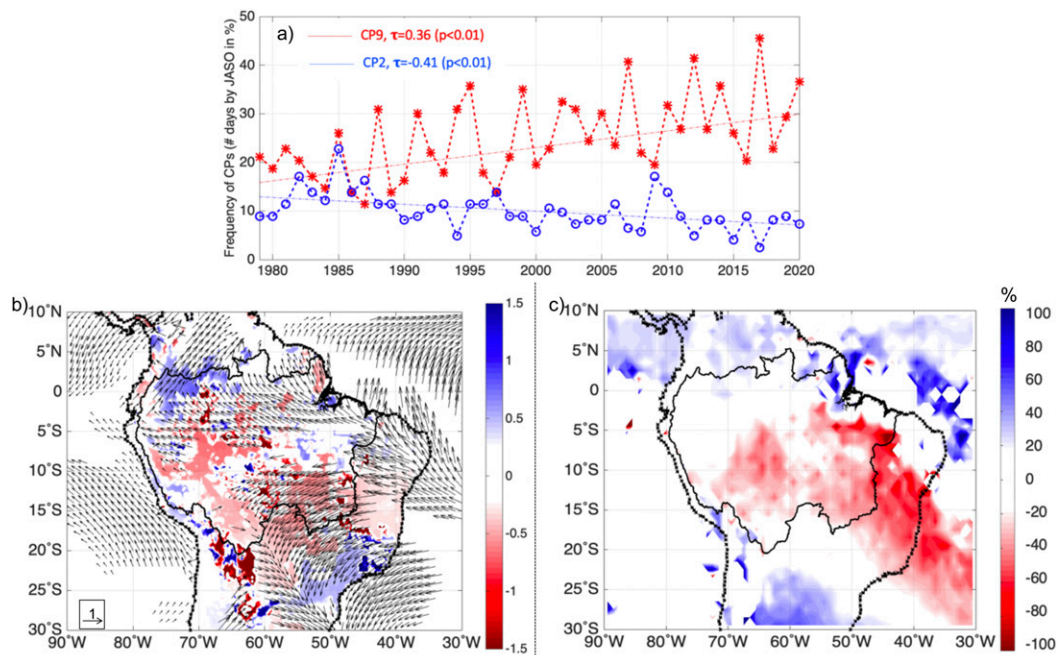 a)
50
40
30
20
10
0
Frequency of CPs (# days by JASO in %)
CP9, τ=0.36 (p<0.01)
CP2, τ=-0.41 (p<0.01)
1980 1985 1990 1995 2000 2005 2010 2015 2020
b)
10°N
5°N
0
5°S
10°S
15°S
20°S
25°S
30°S
90°W 80°W 70°W 60°W 50°W 40°W 30°W
1
1.5
1
0.5
0
-0.5
-1
-1.5
c)
10°N
5°N
0
5°S
10°S
15°S
20°S
25°S
30°S
90°W 80°W 70°W 60°W 50°W 40°W 30°W
%
100
80
60
40
20
0
-20
-40
-60
-80
-100